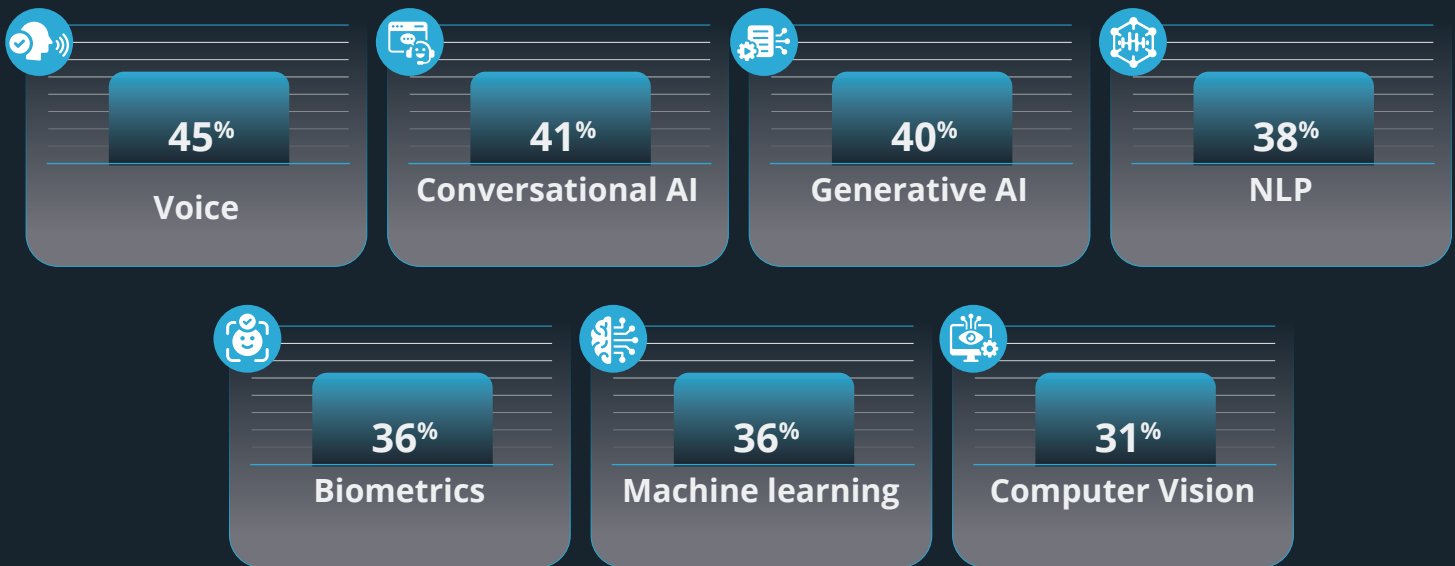 45%
Voice
41%
Conversational AI
40%
Generative AI
38%
NLP
36%
Biometrics
36%
Machine learning
31%
Computer Vision